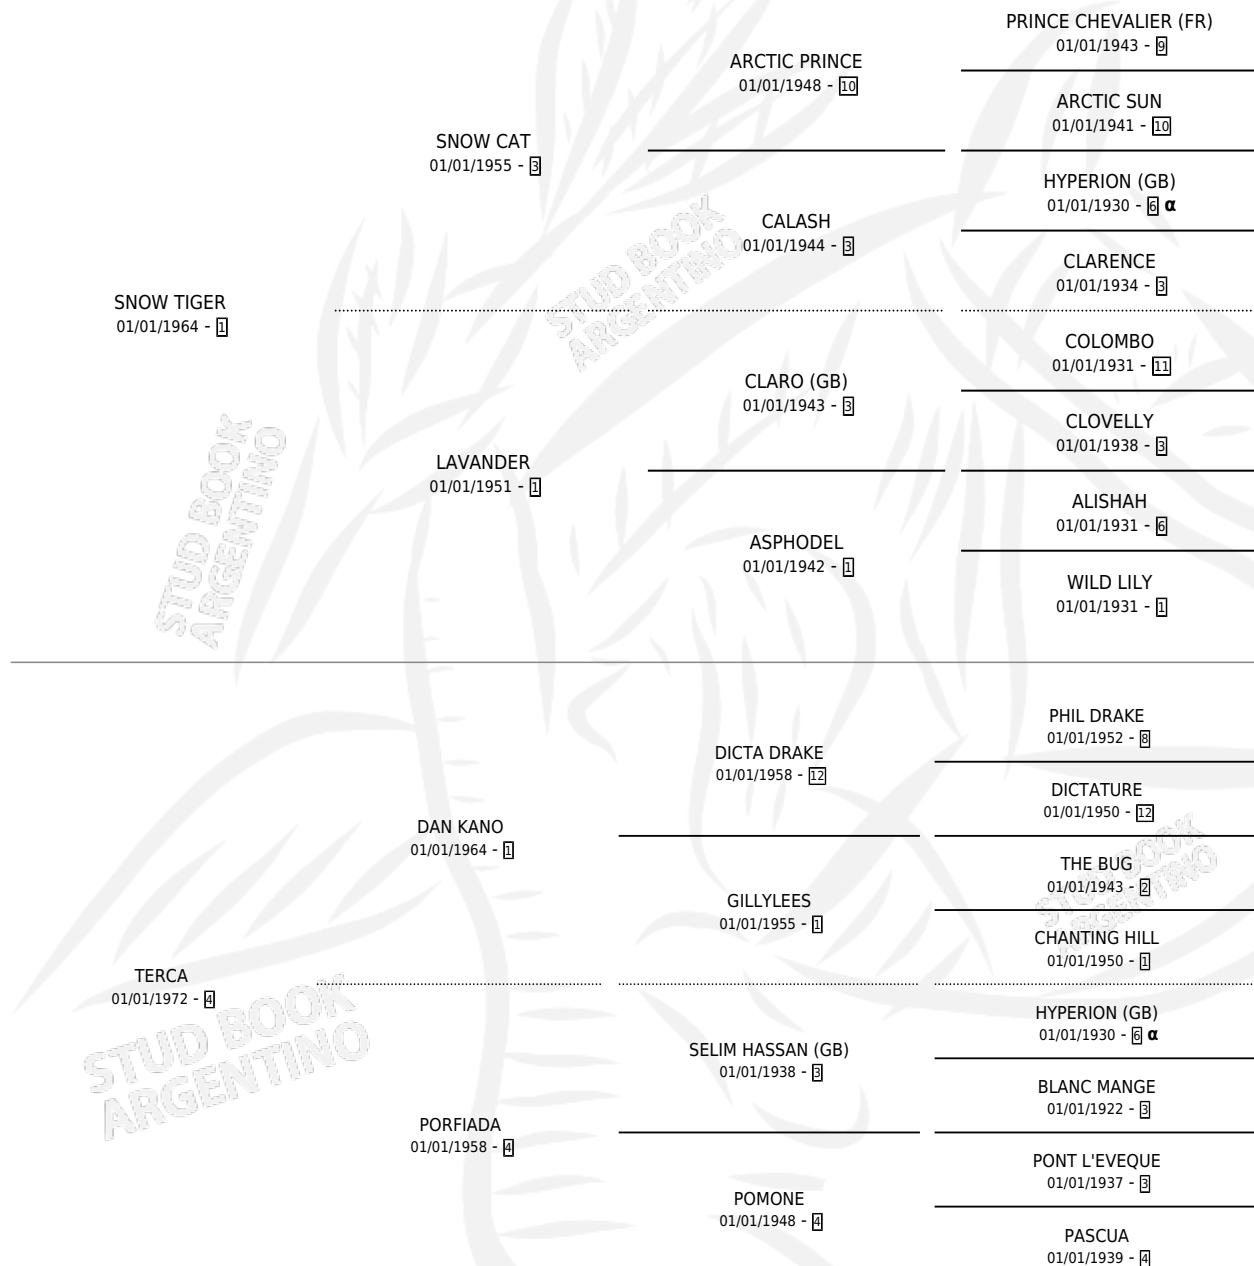 PRINCE CHEVALIER (FR)
01/01/1943 - 9
ARCTIC PRINCE
01/01/1948 - 10
ARCTIC SUN
01/01/1941 - 10
SNOW CAT
01/01/1955 - 3
HYPERION (GB)
01/01/1930 - 6 α
CALASH
01/01/1944 - 3
CLARENCE
01/01/1934 - 3
SNOW TIGER
01/01/1964 - 1
COLOMBO
01/01/1931 - 11
CLARO (GB)
01/01/1943 - 3
CLOVELLY
01/01/1938 - 3
LAVANDER
01/01/1951 - 1
ALISHAH
01/01/1931 - 6
ASPHODEL
01/01/1942 - 1
WILD LILY
01/01/1931 - 1
PHIL DRAKE
01/01/1952 - 8
DICTA DRAKE
01/01/1958 - 12
DICTATURE
01/01/1950 - 12
DAN KANO
01/01/1964 - 1
THE BUG
01/01/1943 - 2
GILLYLEES
01/01/1955 - 1
CHANTING HILL
01/01/1950 - 1
TERCA
01/01/1972 - 4
HYPERION (GB)
01/01/1930 - 6 α
SELIM HASSAN (GB)
01/01/1938 - 3
BLANC MANGE
01/01/1922 - 3
PORFIADA
01/01/1958 - 4
PONT L'EVEQUE
01/01/1937 - 3
POMONE
01/01/1948 - 4
PASCUA
01/01/1939 - 4
STUD BOOK
ARGENTINO
STUD BOOK
ARGENTINO
STUD BOOK
ARGENTINO
STUD BOOK
ARGENTINO